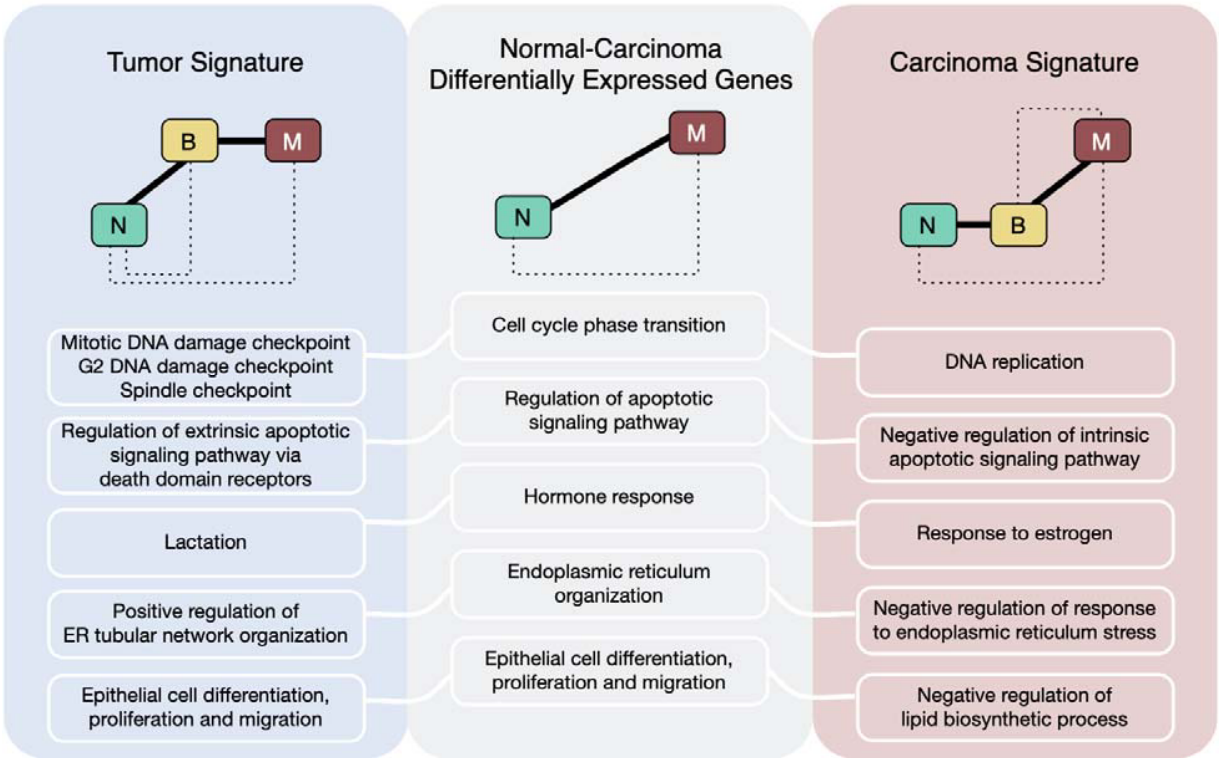 Tumor Signature
B
M
N
Mitotic DNA damage checkpoint
G2 DNA damage checkpoint
Spindle checkpoint
Regulation of extrinsic apoptotic
signaling pathway via
death domain receptors
Lactation
Positive regulation of
ER tubular network organization
Epithelial cell differentiation,
proliferation and migration
Normal-Carcinoma
Differentially Expressed Genes
M
N
Cell cycle phase transition
Regulation of apoptotic
signaling pathway
Hormone response
Endoplasmic reticulum
organization
Epithelial cell differentiation,
proliferation and migration
Carcinoma Signature
M
N
B
DNA replication
Negative regulation of intrinsic
apoptotic signaling pathway
Response to estrogen
Negative regulation of response
to endoplasmic reticulum stress
Negative regulation of
lipid biosynthetic process